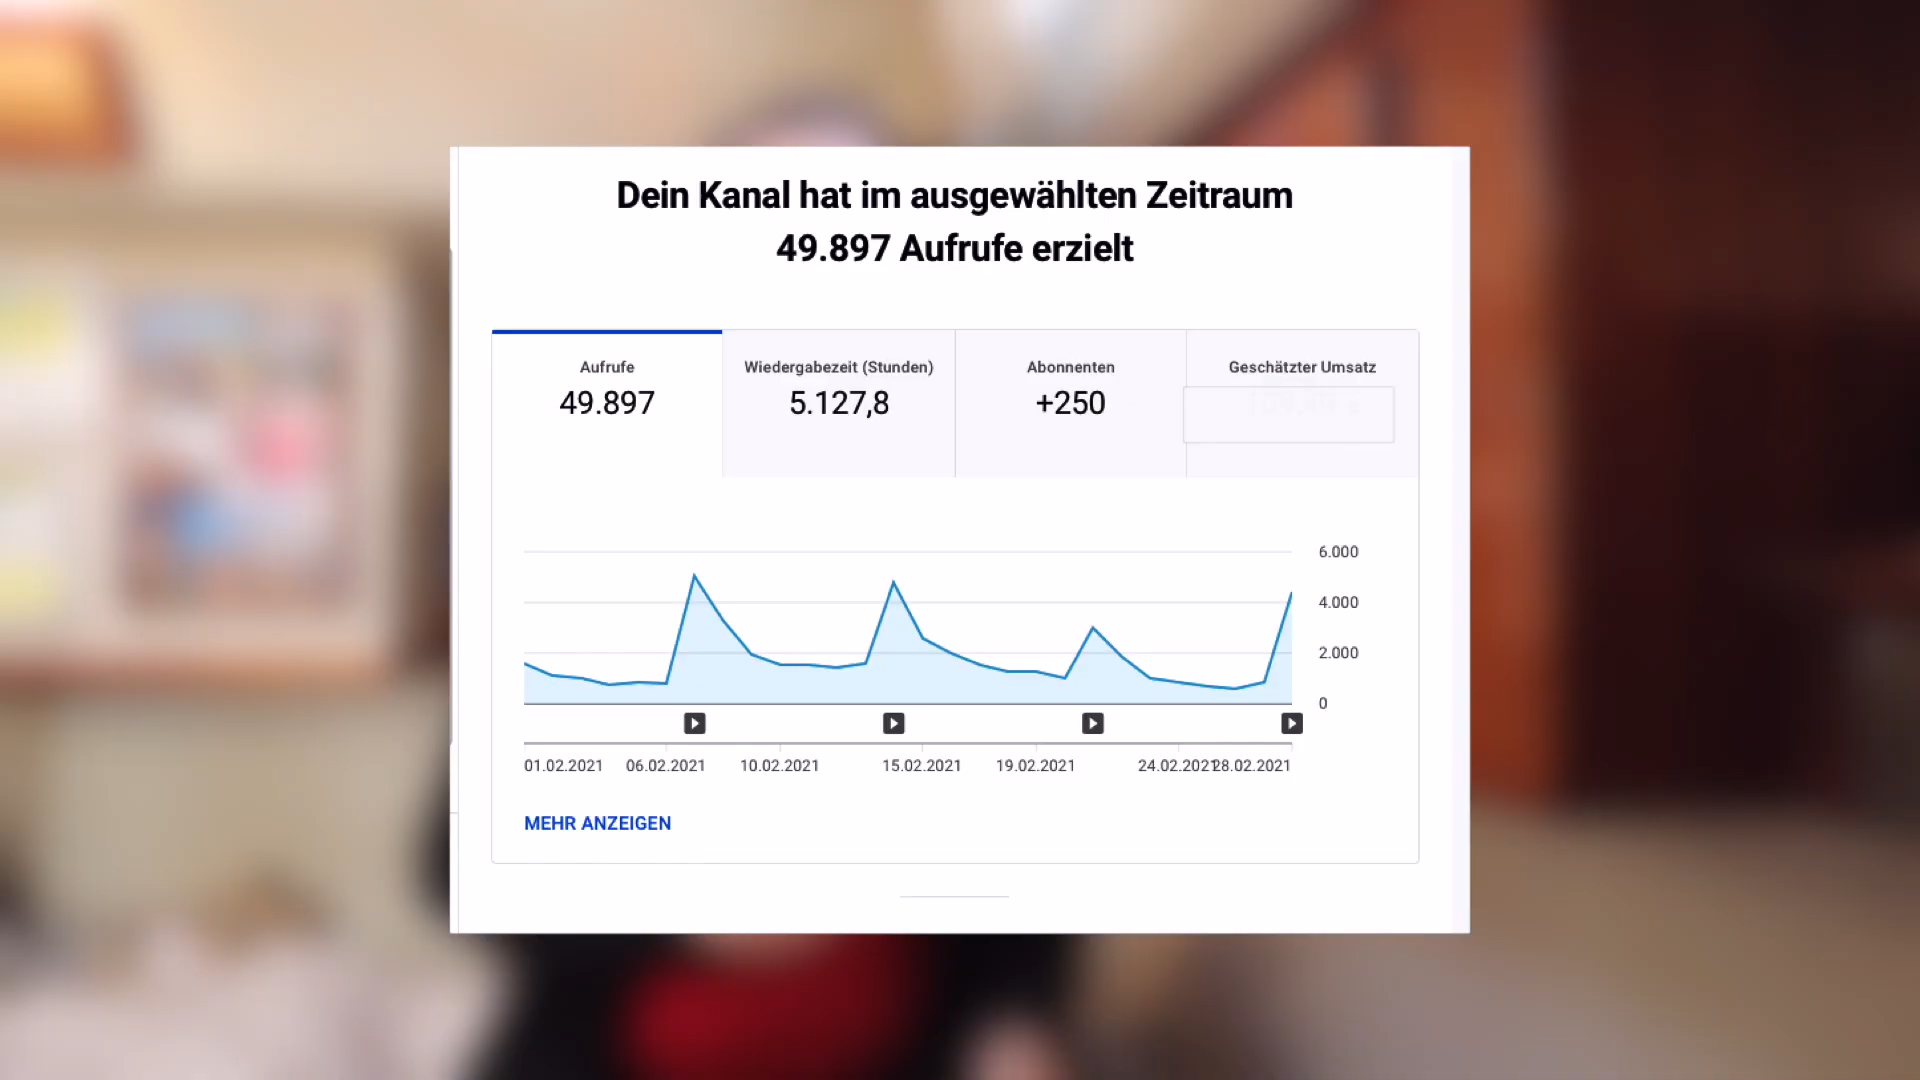 Dein Kanal hat im ausgewählten Zeitraum
49.897 Aufrufe erzielt
Aufrufe
49.897
Wiedergabezeit (Stunden)
5.127,8
Abonnenten
+250
Geschätzter Umsatz
6.000
4.000
2.000
0
01.02.2021 06.02.2021 10.02.2021 15.02.2021 19.02.2021 24.02.2021 28.02.2021
MEHR ANZEIGEN